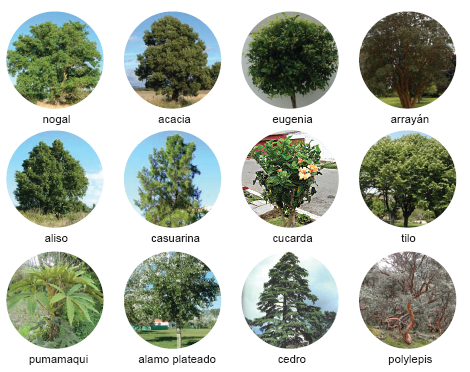 nogal
acacia
eugenia
arrayán
aliso
casuarina
cucarda
tilo
pumamaqui
alamo plateado
cedro
polylepis